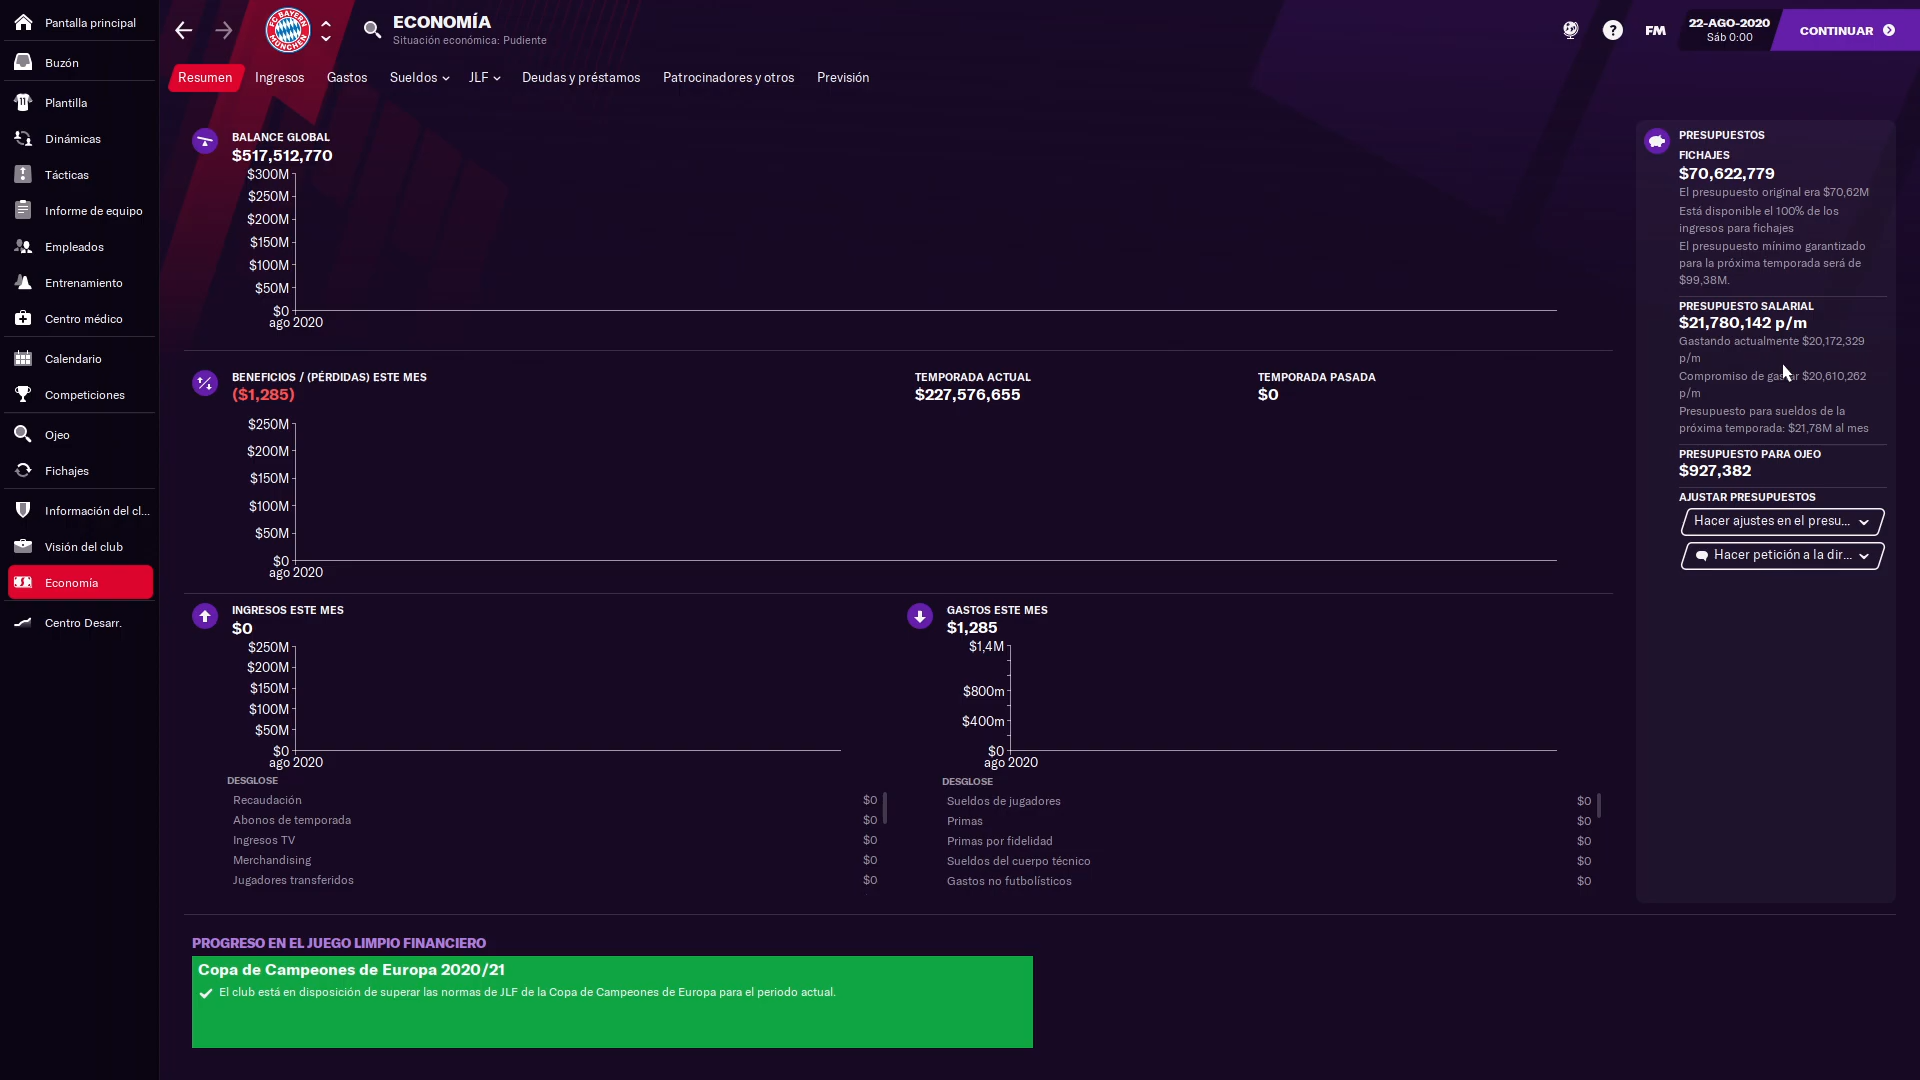 Pantalla principal
Buzón
Plantilla
Dinámicas
Tácticas
Informe de equipo
Empleados
Entrenamiento
Centro médico
Calendario
Competiciones
Ojeo
Fichajes
Información del cl...
Visión del club
Economía
Centro Desarr.
FC BAYERN
MÜNCHEN
ECONOMÍA
Situación económica: Pudiente
?
FM
22-AGO-2020
Sáb 0:00
CONTINUAR
Resumen
Ingresos
Gastos
Sueldos
JLF
Deudas y préstamos
Patrocinadores y otros
Previsión
BALANCE GLOBAL
$517,512,770
$300M
$250M
$200M
$150M
$100M
$50M
$0
ago 2020
BENEFICIOS / (PÉRDIDAS) ESTE MES
($1,285)
TEMPORADA ACTUAL
$227,576,655
TEMPORADA PASADA
$0
$250M
$200M
$150M
$100M
$50M
$0
ago 2020
INGRESOS ESTE MES
$0
$250M
$200M
$150M
$100M
$50M
$0
ago 2020
DESGLOSE
Recaudación $0
Abonos de temporada $0
Ingresos TV $0
Merchandising $0
Jugadores transferidos $0
GASTOS ESTE MES
$1,285
$1,4M
$800m
$400m
$0
ago 2020
DESGLOSE
Sueldos de jugadores $0
Primas $0
Primas por fidelidad $0
Sueldos del cuerpo técnico $0
Gastos no futbolísticos $0
PROGRESO EN EL JUEGO LIMPIO FINANCIERO
Copa de Campeones de Europa 2020/21
El club está en disposición de superar las normas de JLF de la Copa de Campeones de Europa para el periodo actual.
PRESUPUESTOS
FICHAJES
$70,622,779
El presupuesto original era $70,62M
Está disponible el 100% de los
ingresos para fichajes
El presupuesto mínimo garantizado
para la próxima temporada será de
$99,38M.
PRESUPUESTO SALARIAL
$21,780,142 p/m
Gastando actualmente $20,172,329
p/m
Compromiso de gastar $20,610,262
p/m
Presupuesto para sueldos de la
próxima temporada: $21,78M al mes
PRESUPUESTO PARA OJEO
$927,382
AJUSTAR PRESUPUESTOS
Hacer ajustes en el presu...
Hacer petición a la dir...